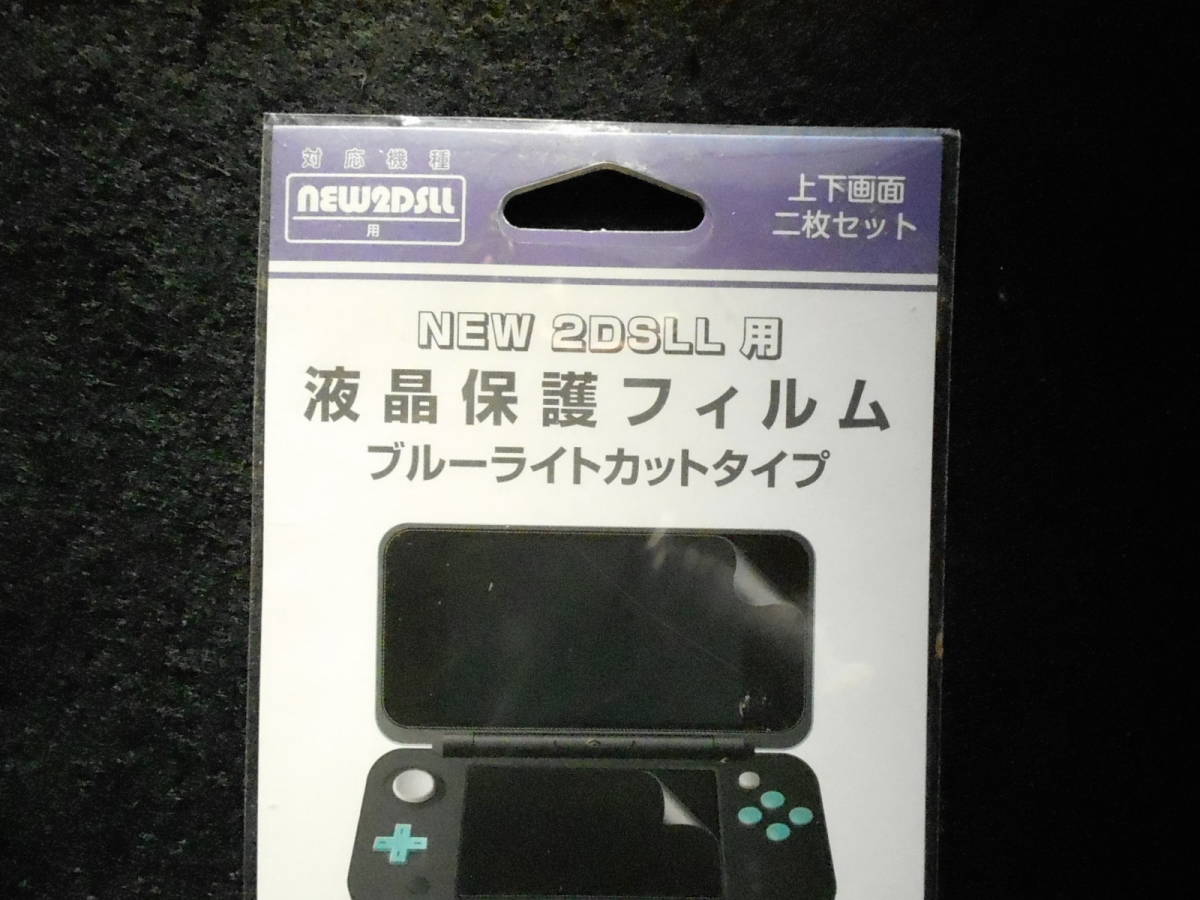 対応機種
NEW2DSLL
用
上下画面
二枚セット
NEW 2DSLL 用
液晶保護フィルム
ブルーライトカットタイプ